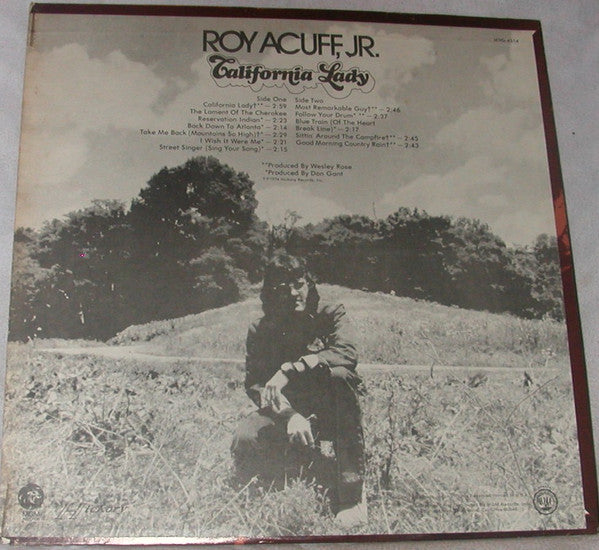 ROY ACUFF, JR.
California Lady
Side One
California Lady†** — 2:59
The Lament Of The Cherokee
Reservation Indian* — 2:23
Back Down To Atlanta* — 2:14
Take Me Back (Mountains So High)† — 2:29
I Wish It Were Me* — 2:21
Street Singer (Sing Your Song)* — 2:15
Side Two
Most Remarkable Guy†** — 2:46
Follow Your Drum* ** — 2:37
Blue Train (Of The Heart
Break Line)* — 2:17
Sittin' Around The Campfire†* — 2:45
Good Morning Country Rain†* — 2:43
**Produced By Wesley Rose
*Produced By Don Gant
Hickory